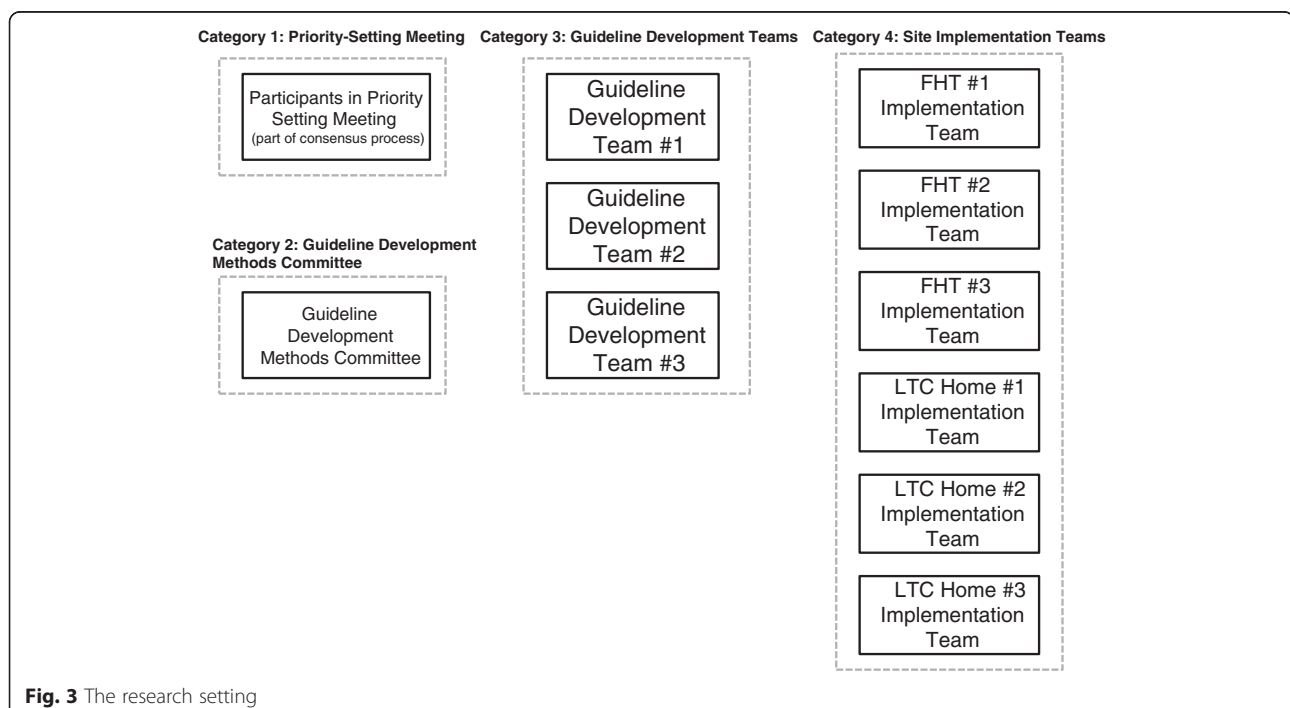 Category 1: Priority-Setting Meeting
Participants in Priority
Setting Meeting
(part of consensus process)
Category 2: Guideline Development
Methods Committee
Guideline
Development
Methods Committee
Category 3: Guideline Development Teams
Guideline
Development
Team #1
Guideline
Development
Team #2
Guideline
Development
Team #3
Category 4: Site Implementation Teams
FHT #1
Implementation
Team
FHT #2
Implementation
Team
FHT #3
Implementation
Team
LTC Home #1
Implementation
Team
LTC Home #2
Implementation
Team
LTC Home #3
Implementation
Team
Fig. 3 The research setting